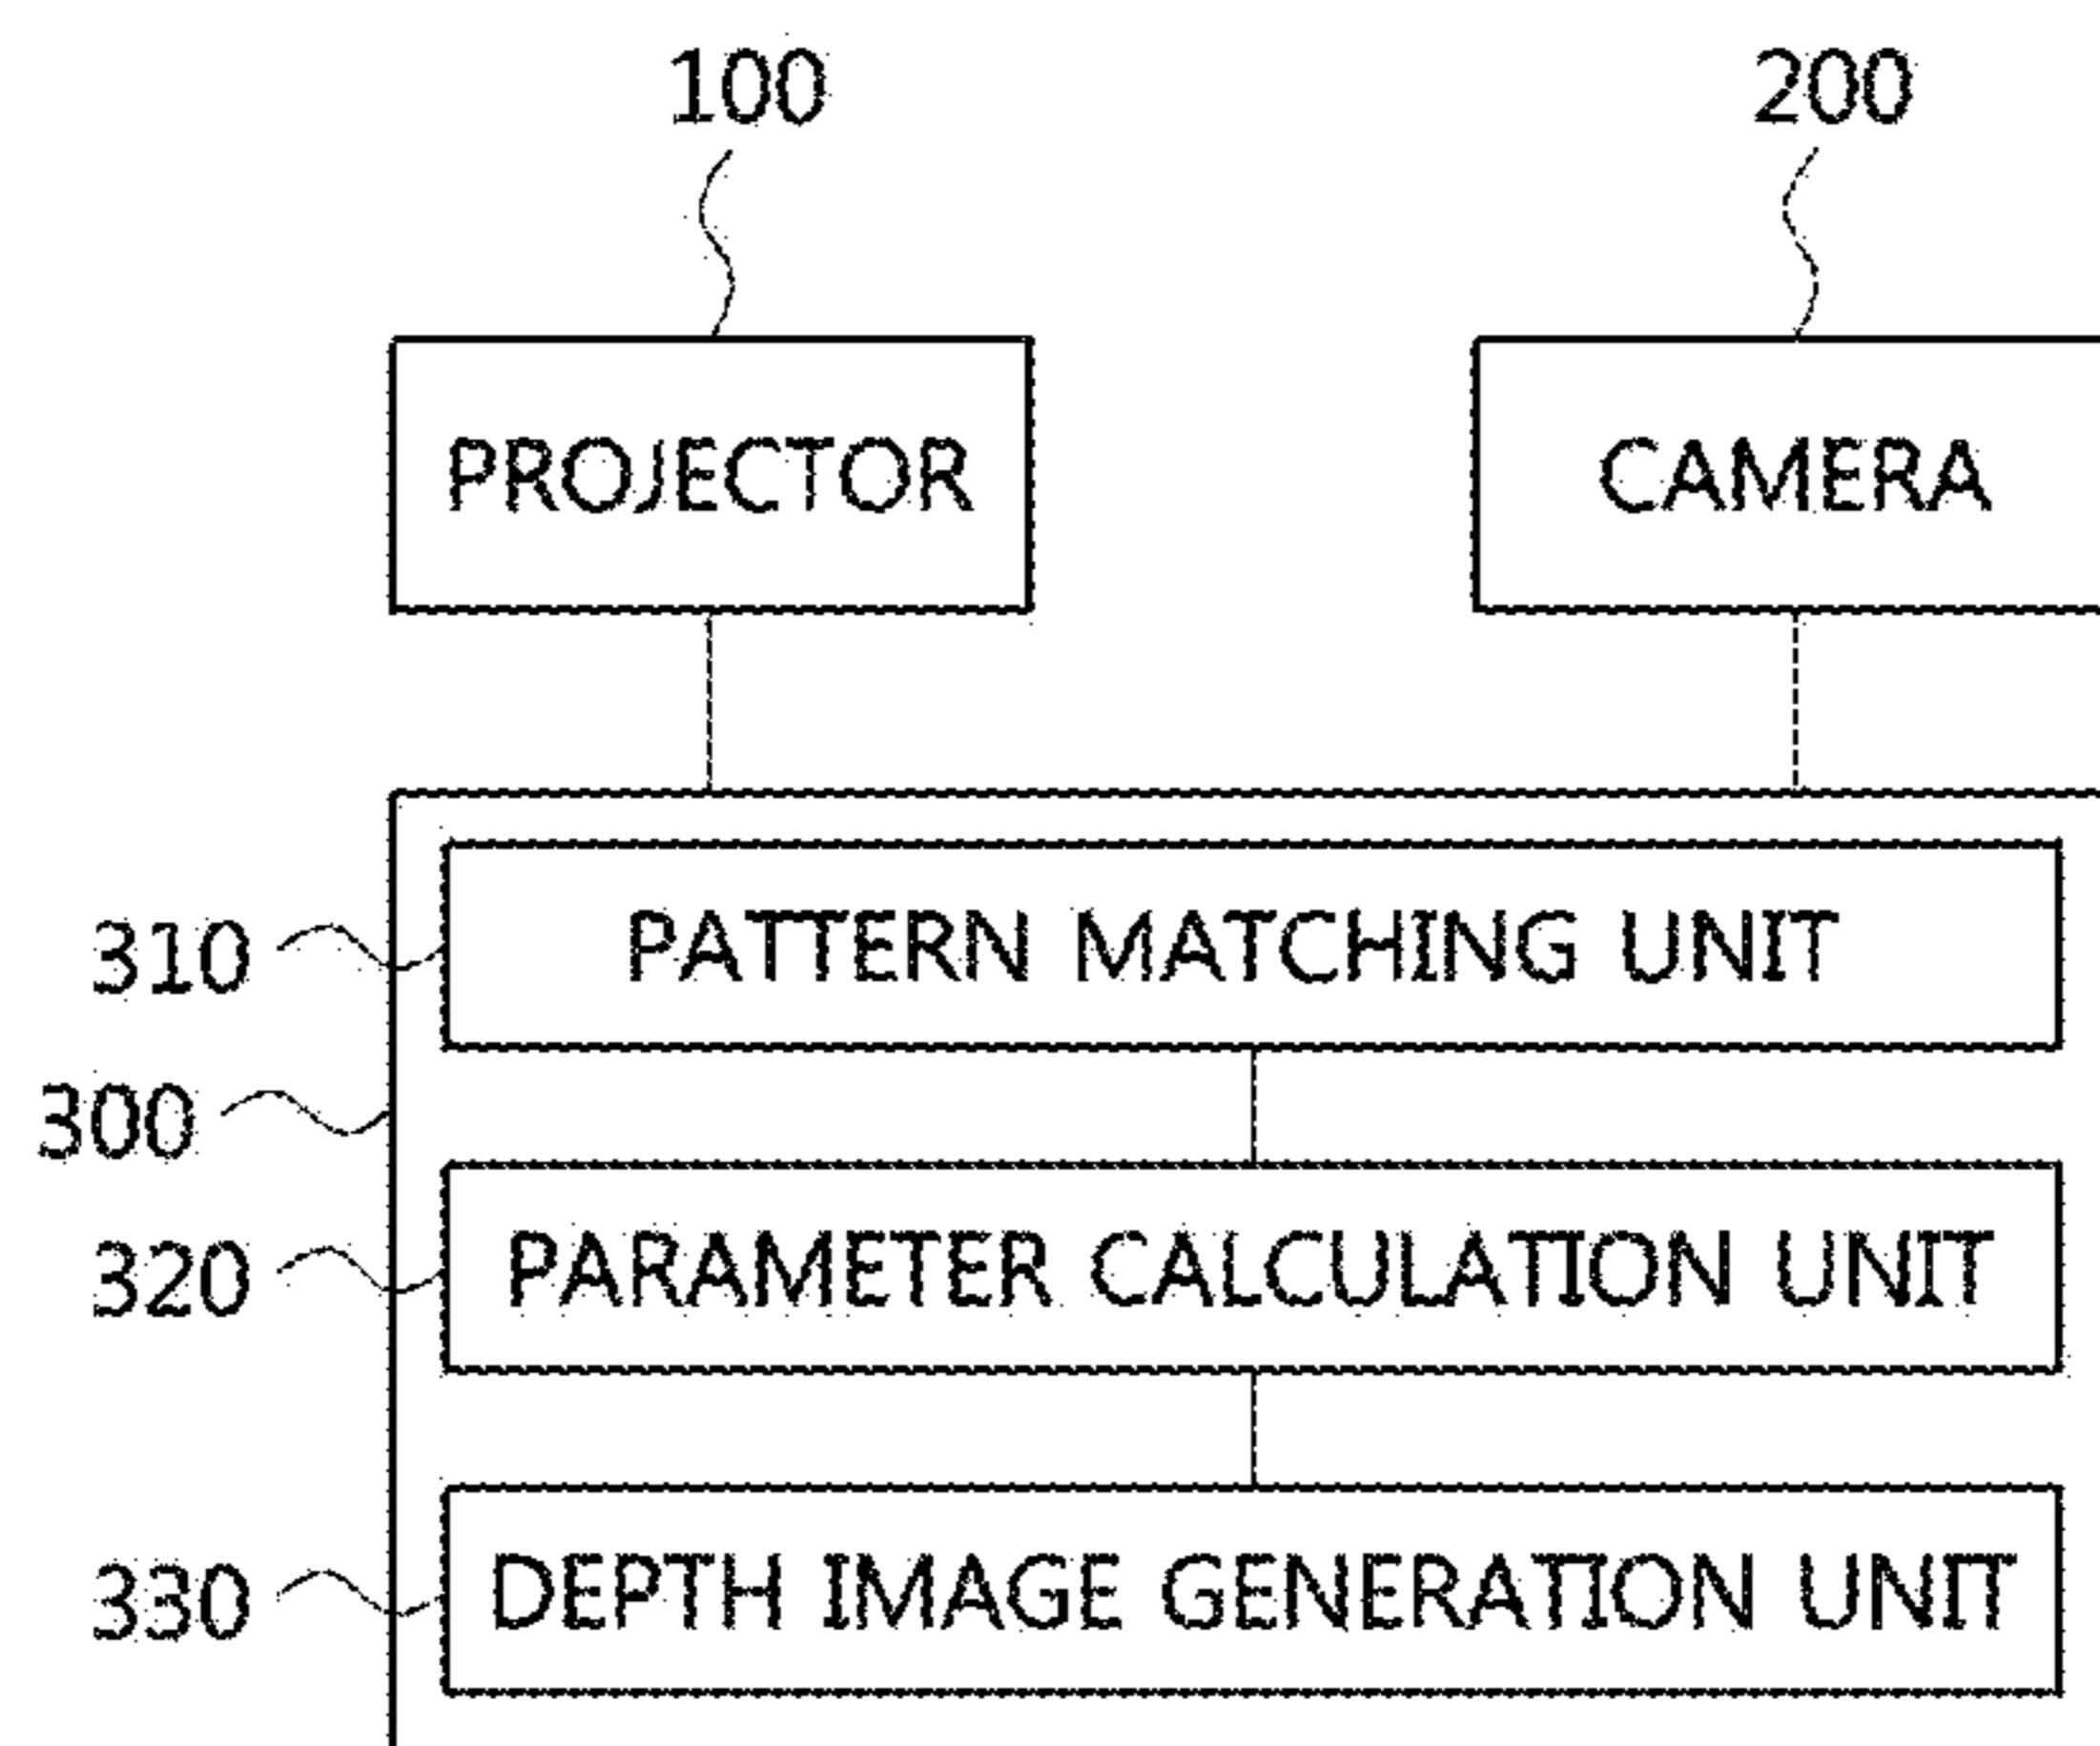 100
200
PROJECTOR
CAMERA
310
PATTERN MATCHING UNIT
300
320
PARAMETER CALCULATION UNIT
330
DEPTH IMAGE GENERATION UNIT